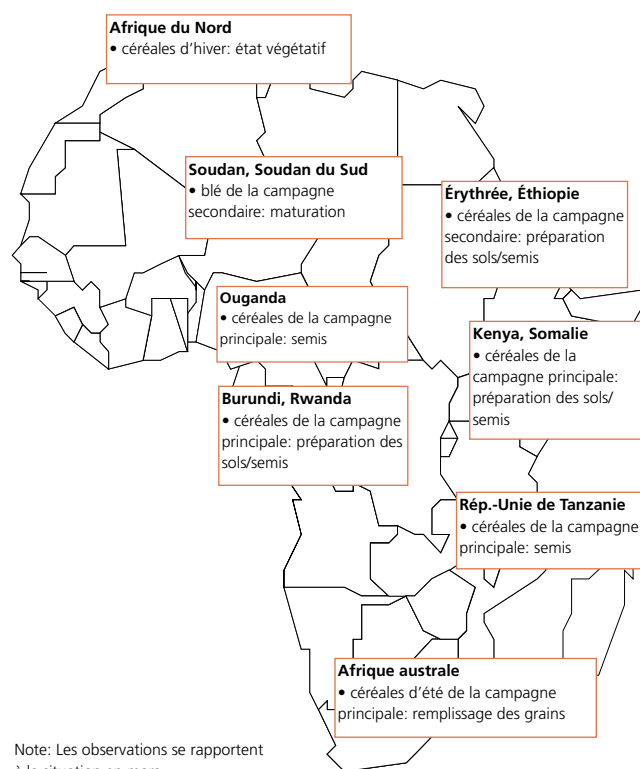 Afrique du Nord
• céréales d'hiver: état végétatif
Soudan, Soudan du Sud
• blé de la campagne
secondaire: maturation
Érythrée, Éthiopie
• céréales de la campagne
secondaire: préparation
des sols/semis
Ouganda
• céréales de la campagne
principale: semis
Kenya, Somalie
• céréales de la
campagne principale:
préparation des sols/
semis
Burundi, Rwanda
• céréales de la campagne
principale: préparation des
sols/semis
Rép.-Unie de Tanzanie
• céréales de la campagne
principale: semis
Afrique australe
• céréales d'été de la campagne
principale: remplissage des grains
Note: Les observations se rapportent
à la situation en mars